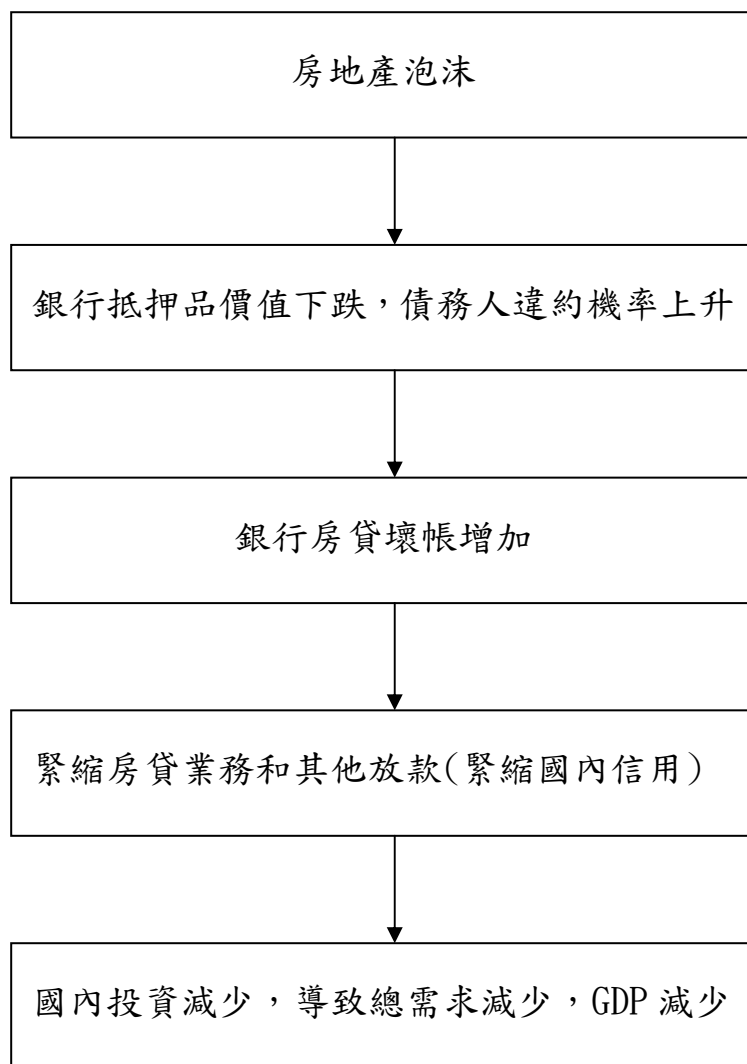 房地產泡沫
銀行抵押品價值下跌，債務人違約機率上升
銀行房貸壞帳增加
緊縮房貸業務和其他放款(緊縮國內信用)
國內投資減少，導致總需求減少，GDP 減少